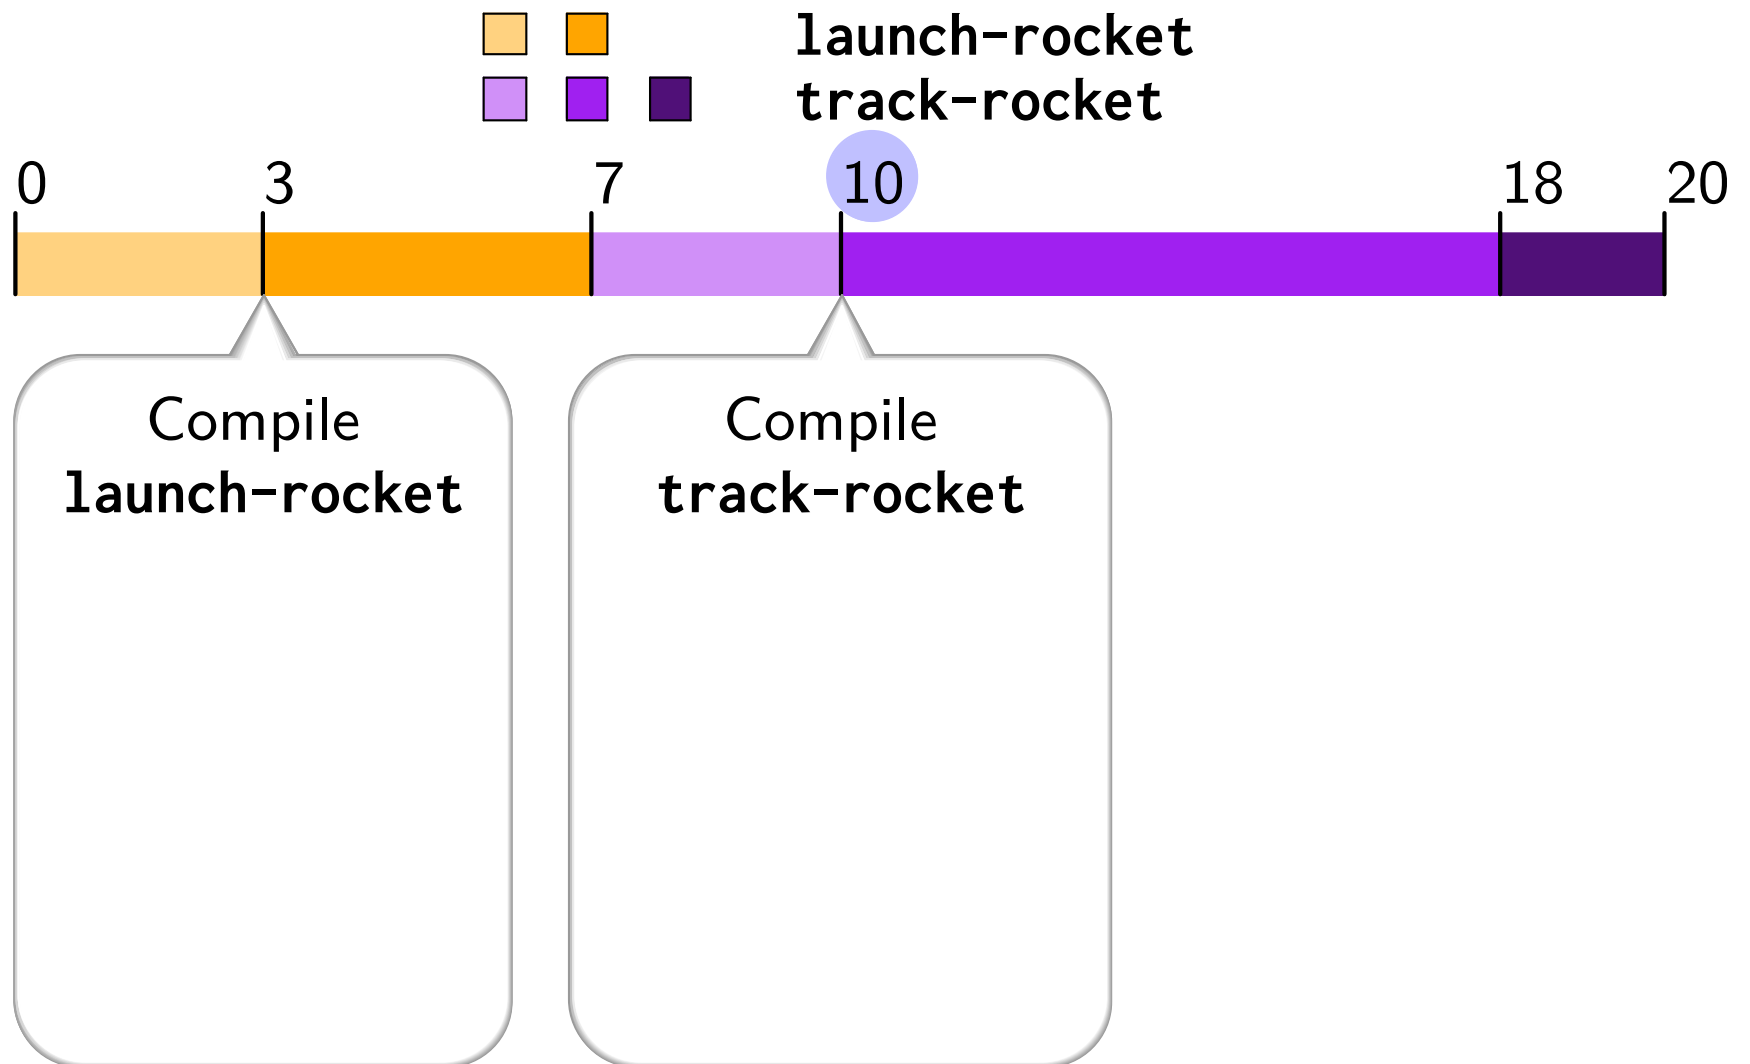 launch-rocket
track-rocket
0 3 7 10 18 20
Compile
launch-rocket
Compile
track-rocket